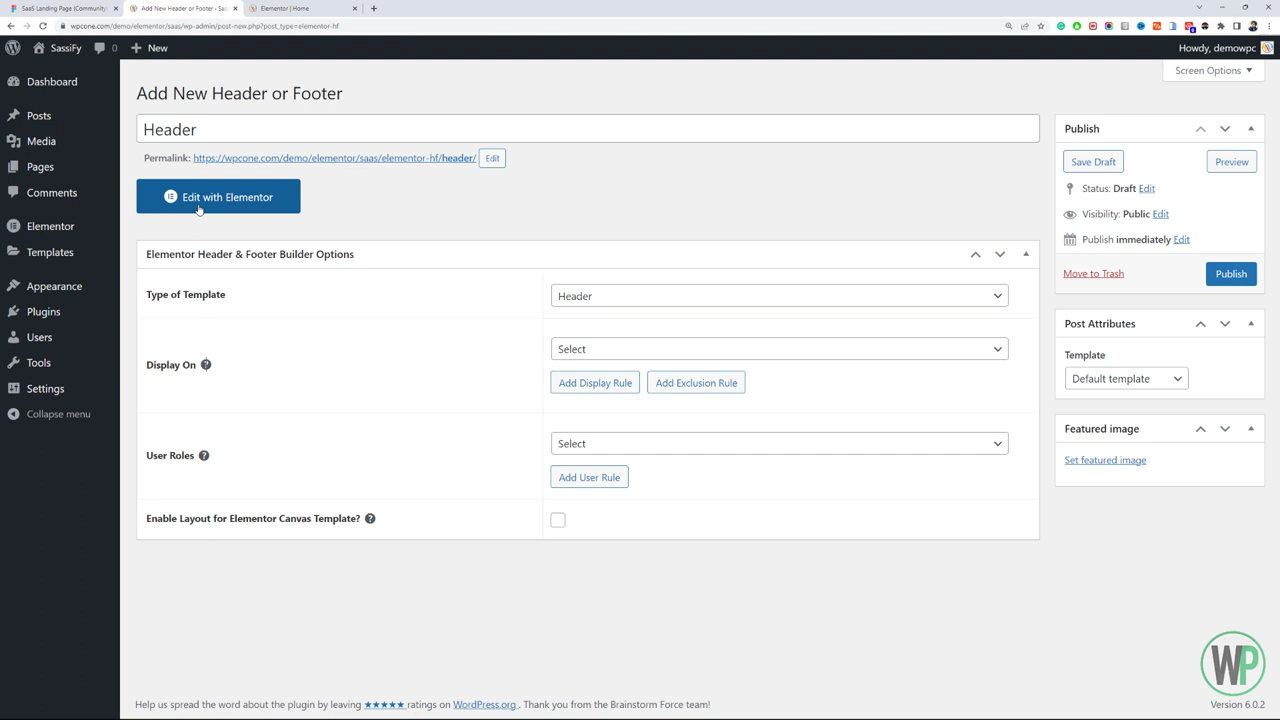 SaaS Landing Page (Community)
Add New Header or Footer ‹ Sas
Elementor | Home
wpcone.com/demo/elementor/saas/wp-admin/post-new.php?post_type=elementor-hf
SassiFy
0
New
Howdy, demowpc
Screen Options
Dashboard
Posts
Media
Pages
Comments
Elementor
Templates
Appearance
Plugins
Users
Tools
Settings
Collapse menu
Add New Header or Footer
Header
Permalink: https://wpcone.com/demo/elementor/saas/elementor-hf/header/ Edit
Edit with Elementor
Elementor Header & Footer Builder Options
Type of Template
Header
Display On
Select
Add Display Rule
Add Exclusion Rule
User Roles
Select
Add User Rule
Enable Layout for Elementor Canvas Template?
Publish
Save Draft
Preview
Status: Draft Edit
Visibility: Public Edit
Publish immediately Edit
Move to Trash
Publish
Post Attributes
Template
Default template
Featured image
Set featured image
WP
Help us spread the word about the plugin by leaving ★★★★★ ratings on WordPress.org . Thank you from the Brainstorm Force team!
Version 6.0.2